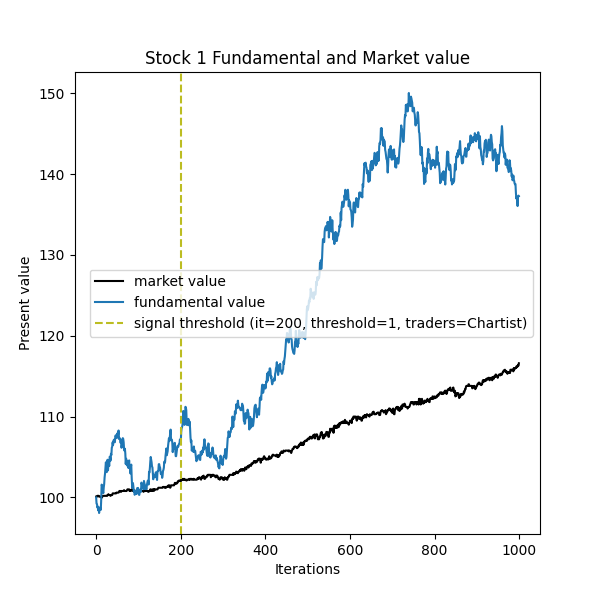 Stock 1 Fundamental and Market value
150
140
130
120
110
100
Present value
market value
fundamental value
signal threshold (it=200, threshold=1, traders=Chartist)
0 200 400 600 800 1000
Iterations